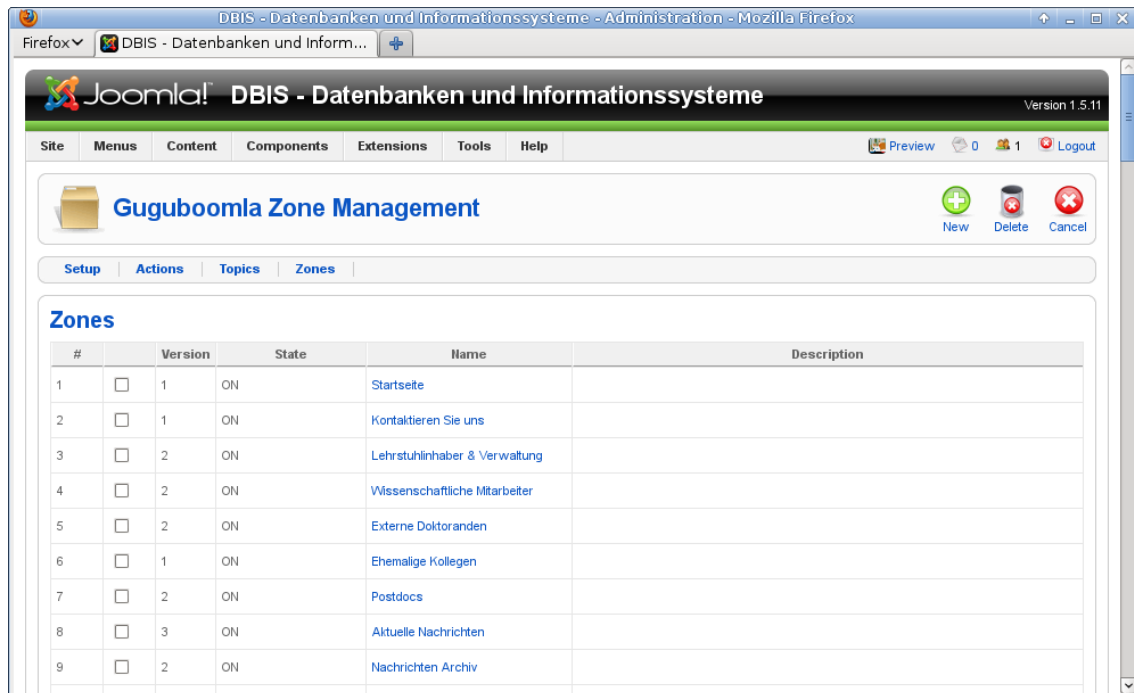 DBIS - Datenbanken und Informationssysteme - Administration - Mozilla Firefox
Firefox DBIS - Datenbanken und Inform...
Joomla! DBIS - Datenbanken und Informationssysteme
Version 1.5.11
Site Menus Content Components Extensions Tools Help Preview 0 1 Logout
Guguboomla Zone Management
New Delete Cancel
Setup Actions Topics Zones
Zones
# Version State Name Description
1 1 ON Startseite
2 1 ON Kontaktieren Sie uns
3 2 ON Lehrstuhlinhaber & Verwaltung
4 2 ON Wissenschaftliche Mitarbeiter
5 2 ON Externe Doktoranden
6 1 ON Ehemalige Kollegen
7 2 ON Postdocs
8 3 ON Aktuelle Nachrichten
9 2 ON Nachrichten Archiv